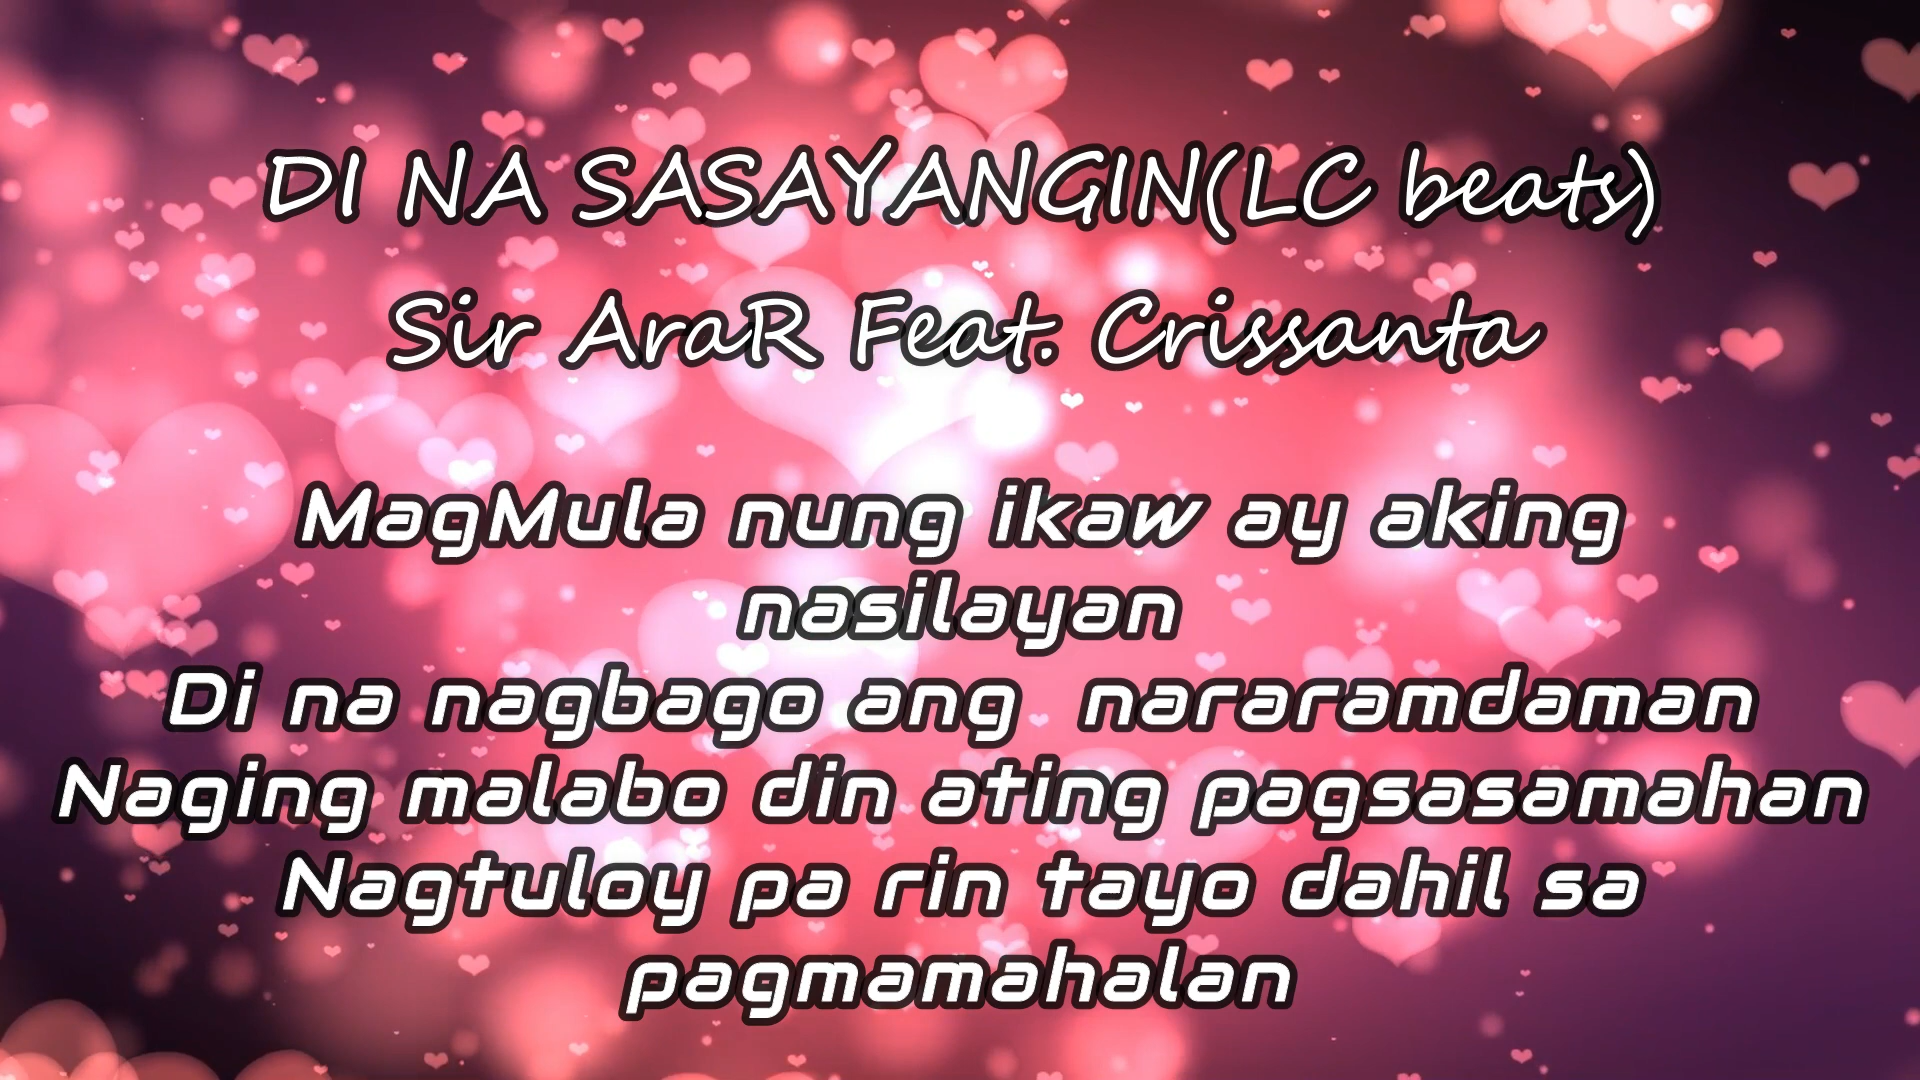 DI NA SASAYANGIN(LC beats)
Sir AraR Feat. Crissanta
MagMula nung ikaw ay aking
nasilayan
Di na nagbago ang  nararamdaman
Naging malabo din ating pagsasamahan
Nagtuloy pa rin tayo dahil sa
pagmamahalan